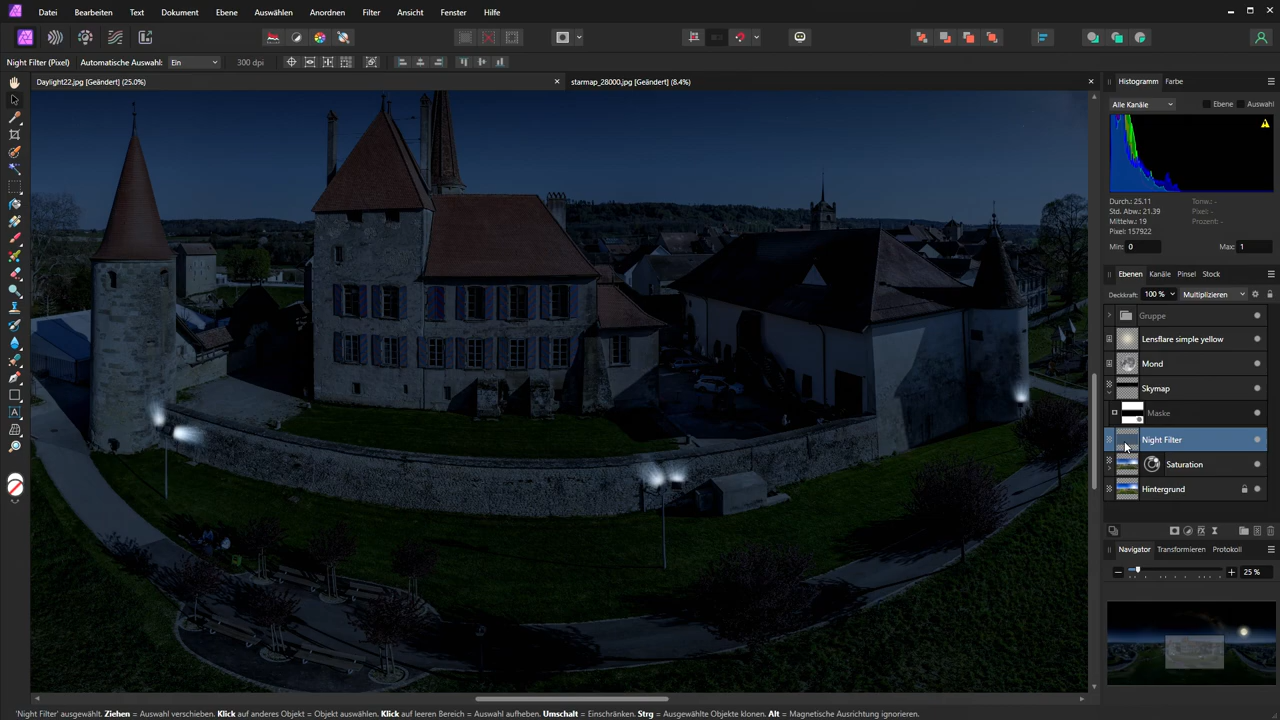 Datei Bearbeiten Text Dokument Ebene Auswählen Anordnen Filter Ansicht Fenster Hilfe
Night Filter (Pixel) Automatische Auswahl: Ein 300 dpi
Daylight22.jpg [Geändert] (25.0%) × starmap_28000.jpg [Geändert] (8.4%) ×
Histogramm Farbe
Alle Kanäle Ebene Auswahl
Durch.: 25,11 Tonw.: -
Std. Abw.: 21.39 Pixel: -
Mittelw.: 19 Prozent.: -
Pixel: 157922
Min: 0 Max: 1
Ebenen Kanäle Pinsel Stock
Deckkraft: 100 % Multiplizieren
Gruppe
Lensflare simple yellow
Mond
Skymap
Maske
Night Filter
Saturation
Hintergrund
Navigator Transformieren Protokoll
25 %
'Night Filter' ausgewählt. Ziehen = Auswahl verschieben. Klick auf anderes Objekt = Objekt auswählen. Klick auf leeren Bereich = Auswahl aufheben. Umschalt = Einschränken. Strg = Ausgewählte Objekte klonen. Alt = Magnetische Ausrichtung ignorieren.